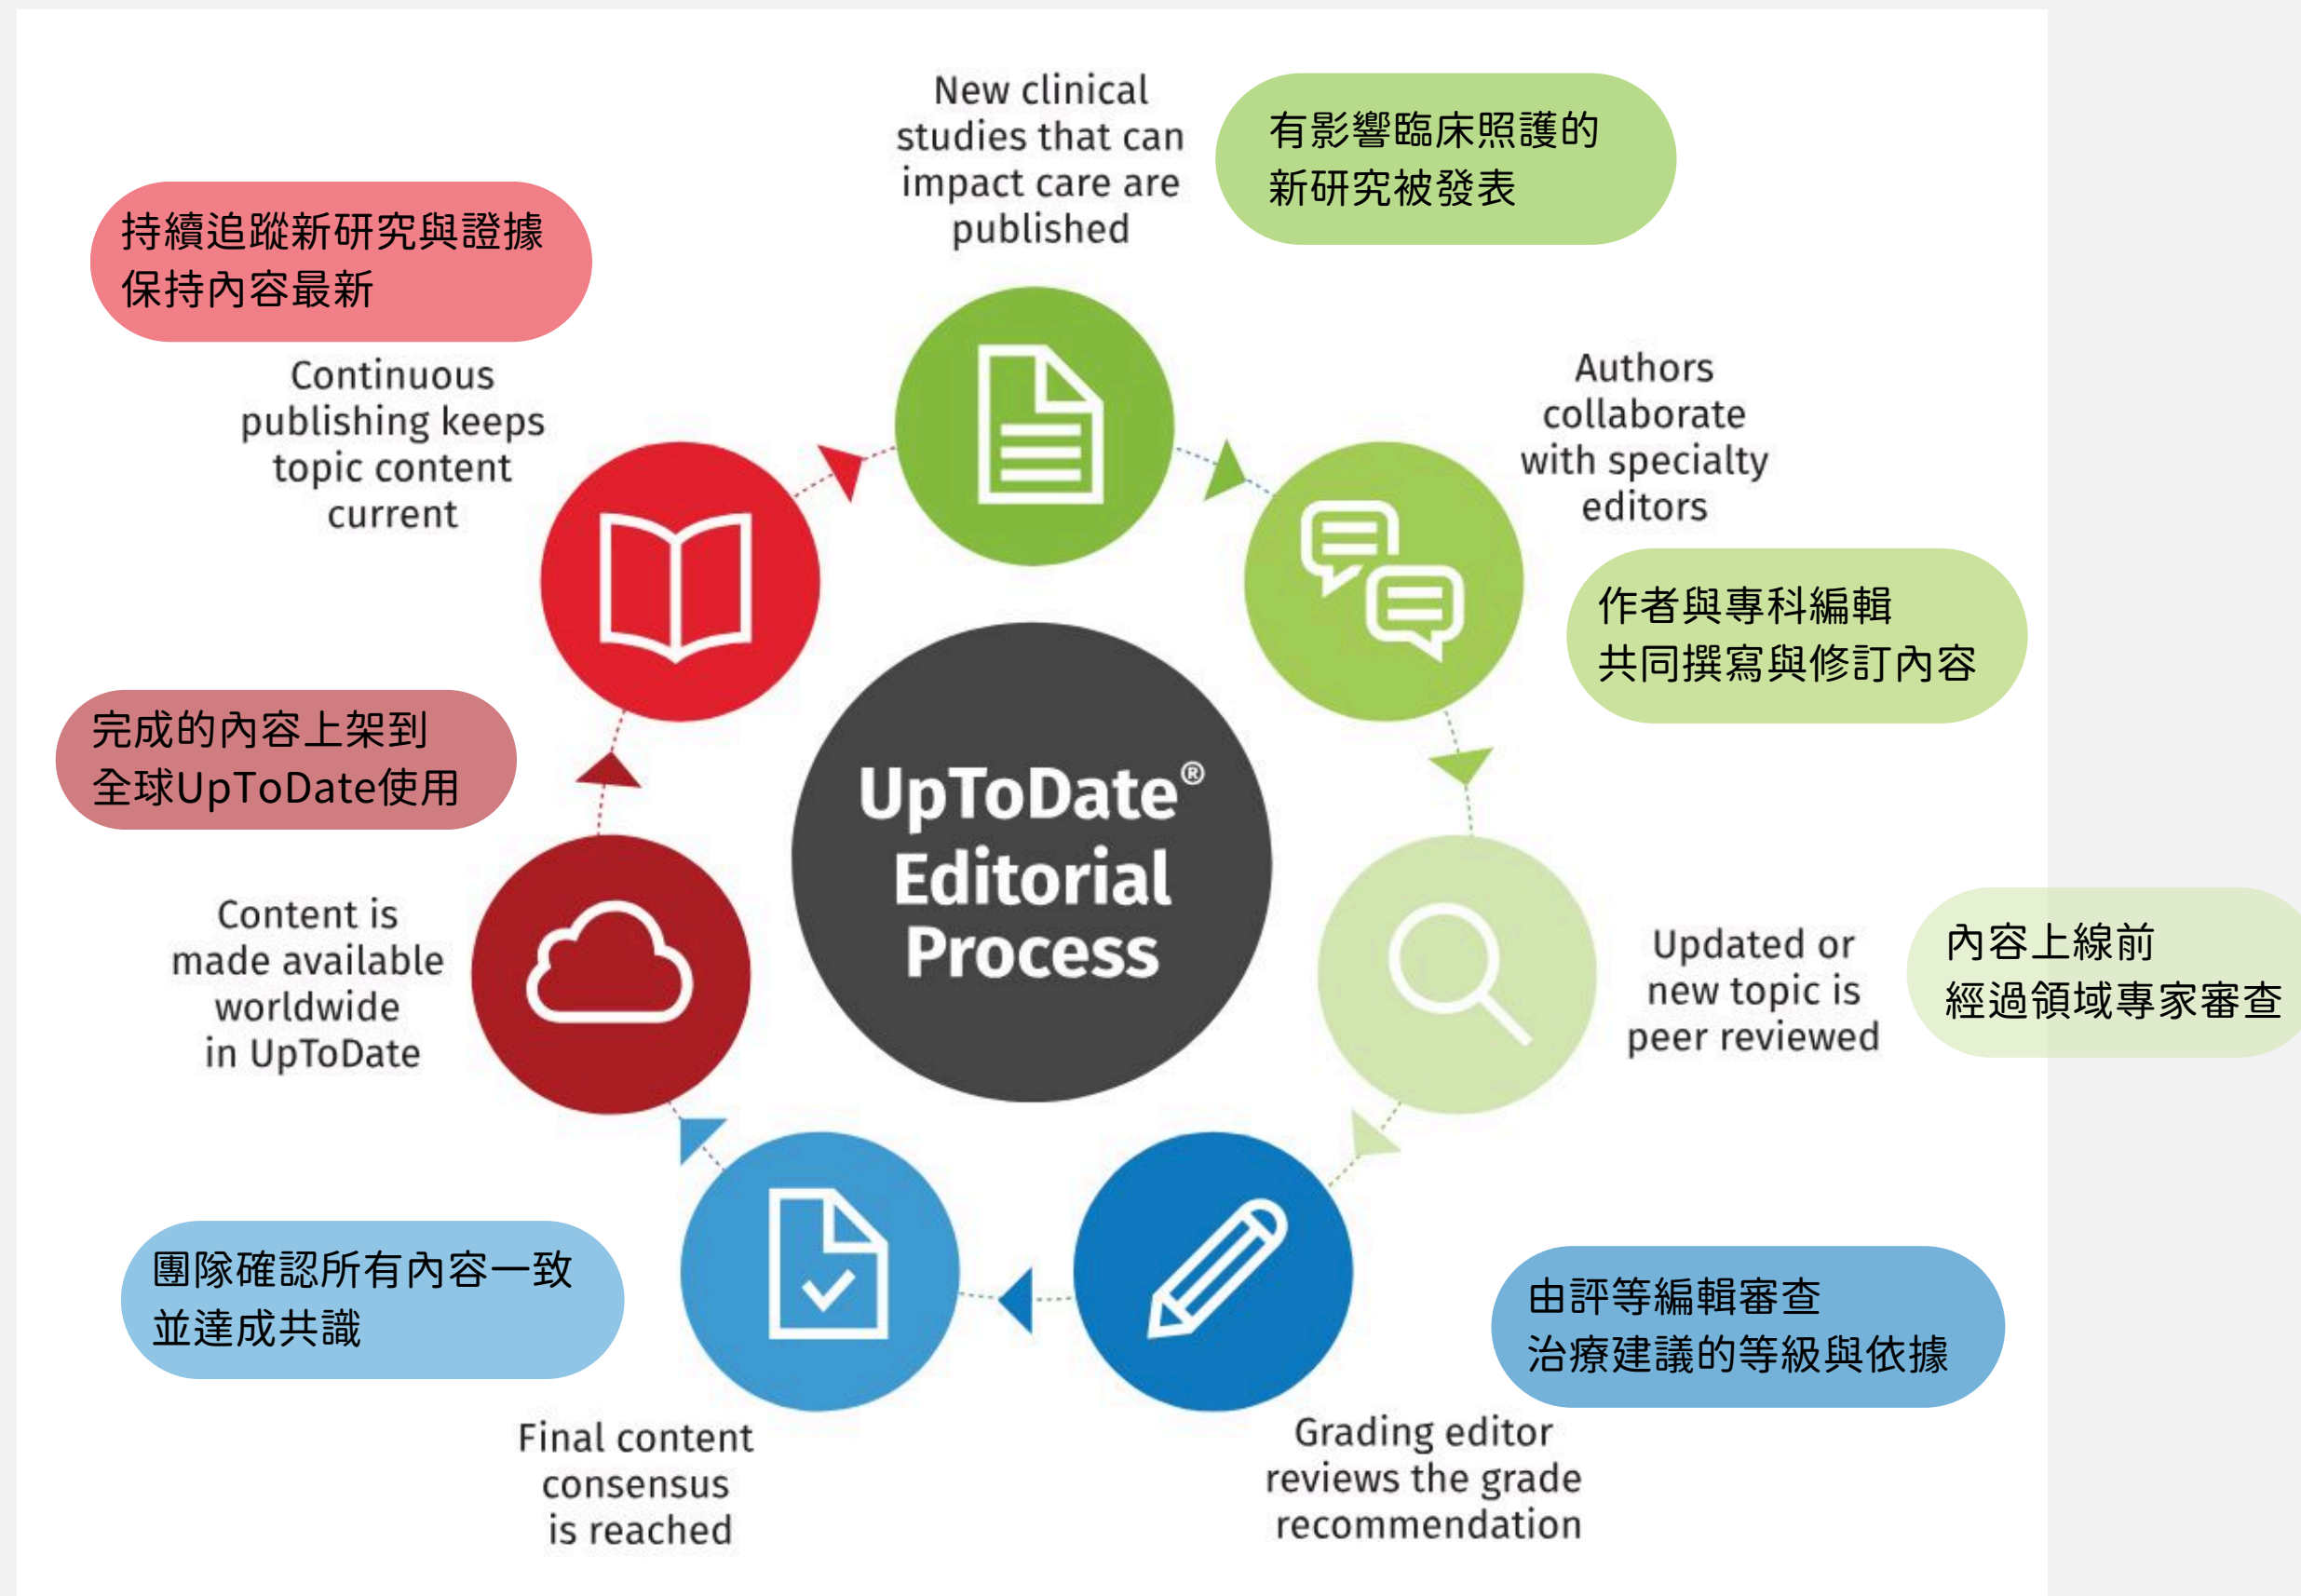 New clinical
studies that can
impact care are
published
有影響臨床照護的
新研究被發表
Authors
collaborate
with specialty
editors
作者與專科編輯
共同撰寫與修訂內容
Updated or
new topic is
peer reviewed
內容上線前
經過領域專家審查
由評等編輯審查
治療建議的等級與依據
Grading editor
reviews the grade
recommendation
團隊確認所有內容一致
並達成共識
Final content
consensus
is reached
完成的內容上架到
全球UpToDate使用
Content is
made available
worldwide
in UpToDate
持續追蹤新研究與證據
保持內容最新
Continuous
publishing keeps
topic content
current
UpToDate®
Editorial
Process